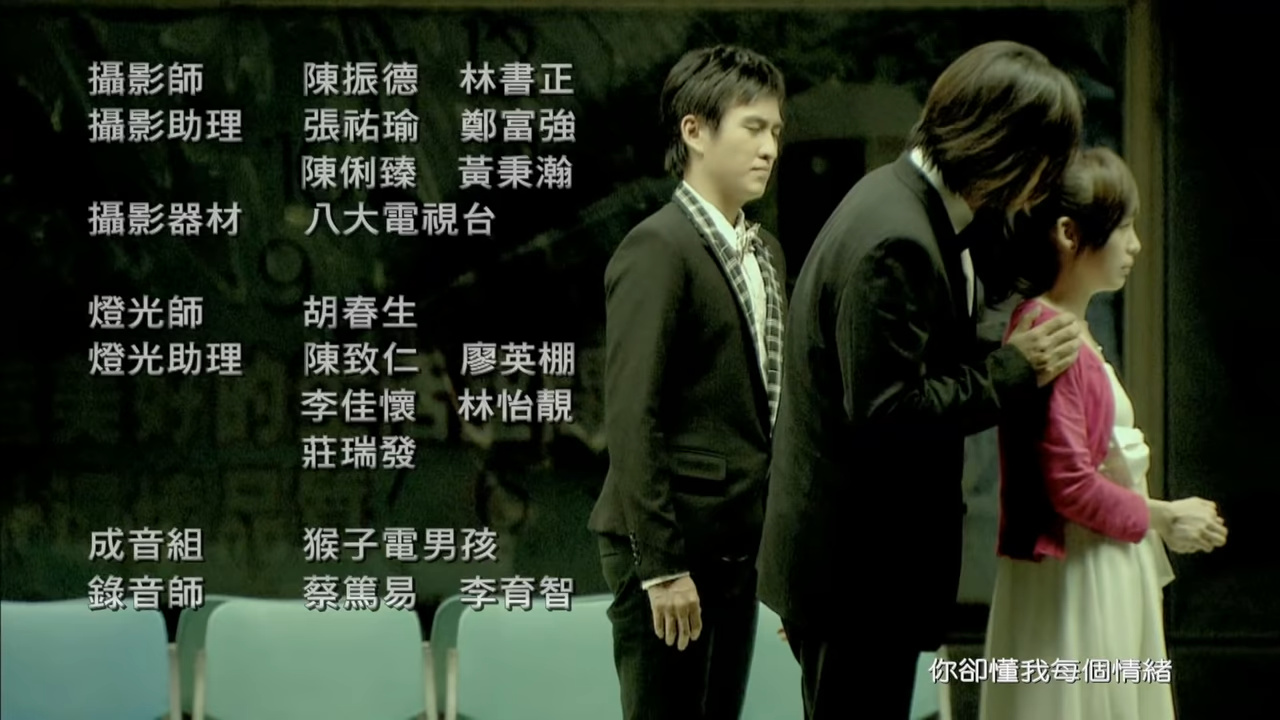 攝影師 陳振德 林書正
攝影助理 張祐瑜 鄭富強
陳俐臻 黃秉瀚
攝影器材 八大電視台
燈光師 胡春生
燈光助理 陳致仁 廖英棚
李佳懷 林怡靚
莊瑞發
成音組 猴子電男孩
錄音師 蔡篤易 李育智
你卻懂我每個情緒